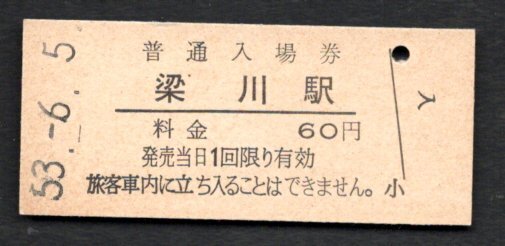 53.-6.-5
普通入場券
梁川駅
料金 60円
発売当日1回限り有効
旅客車内に立ち入ることはできません。
小
入